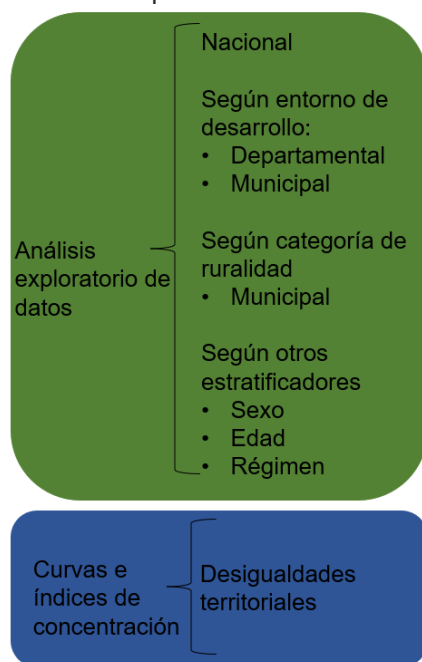 Nacional
Según entorno de
desarrollo:
• Departamental
• Municipal
Análisis
exploratorio de
datos
Según categoría de
ruralidad
• Municipal
Según otros
estratificadores
• Sexo
• Edad
• Régimen
Curvas e
índices de
concentración
Desigualdades
territoriales